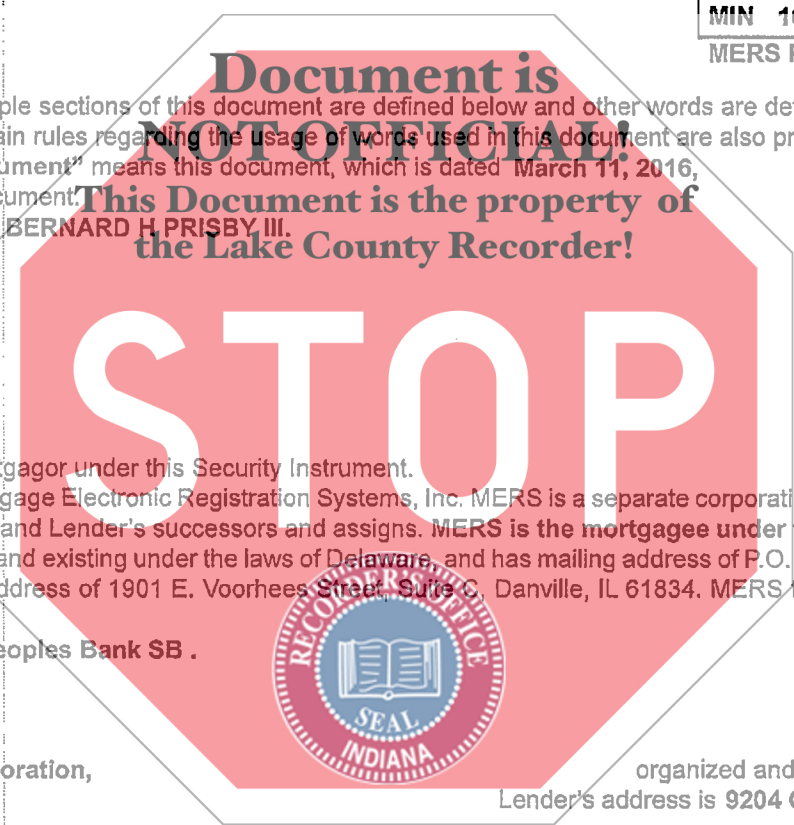 MIN 1
MERS
Document is
ple sections of this document are defined below and other words are de
ain rules regarding the usage of words used in this document are also p
NOT OFFICIAL!
ument” means this document, which is dated March 11, 2016,
cument.
This Document is the property of
BERNARD H PRISBY III.
the Lake County Recorder!
STOP
tgagor under this Security Instrument.
gage Electronic Registration Systems, Inc. MERS is a separate corporati
and Lender's successors and assigns. MERS is the mortgagee under
and existing under the laws of Delaware, and has mailing address of P.O.
ddress of 1901 E. Voorhees Street, Suite C, Danville, IL 61834. MERS
eoples Bank SB .
RECORDER'S OFFICE
SEAL
INDIANA
oration,
organized and
Lender's address is 9204